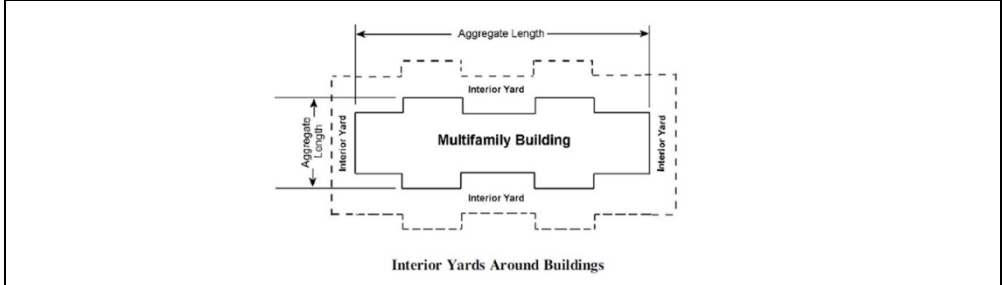 Aggregate Length
Interior Yard
Aggregate
Length
Interior Yard
Multifamily Building
Interior Yard
Interior Yard
Interior Yards Around Buildings